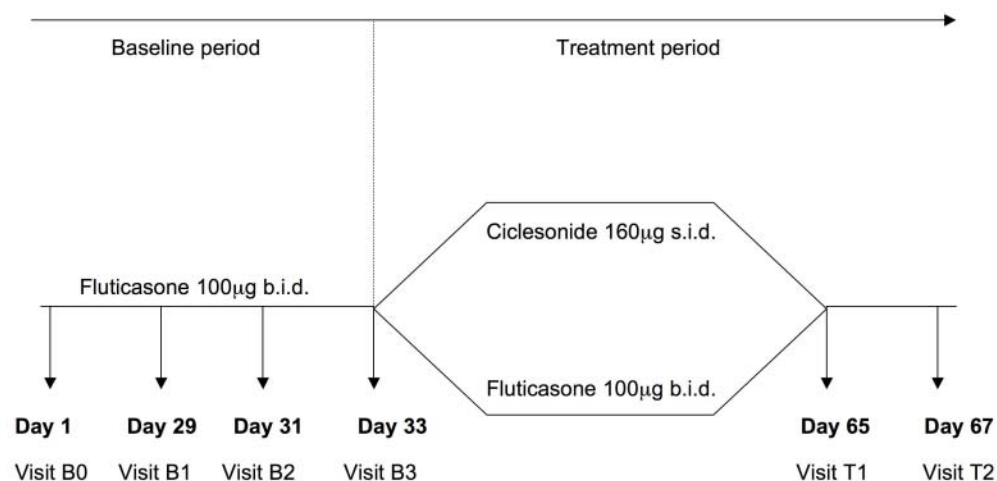 Baseline period Treatment period
Ciclesonide 160μg s.i.d.
Fluticasone 100μg b.i.d.
Fluticasone 100μg b.i.d.
Day 1 Day 29 Day 31 Day 33 Day 65 Day 67
Visit B0 Visit B1 Visit B2 Visit B3 Visit T1 Visit T2